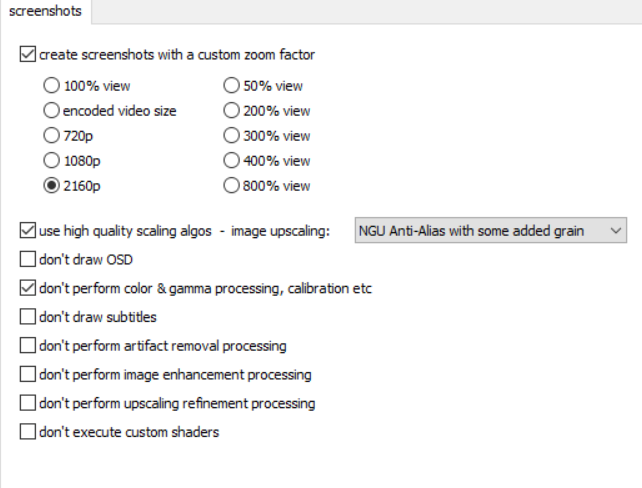 screenshots
create screenshots with a custom zoom factor
100% view
50% view
encoded video size
200% view
720p
300% view
1080p
400% view
2160p
800% view
use high quality scaling algos - image upscaling: NGU Anti-Alias with some added grain
don't draw OSD
don't perform color & gamma processing, calibration etc
don't draw subtitles
don't perform artifact removal processing
don't perform image enhancement processing
don't perform upscaling refinement processing
don't execute custom shaders